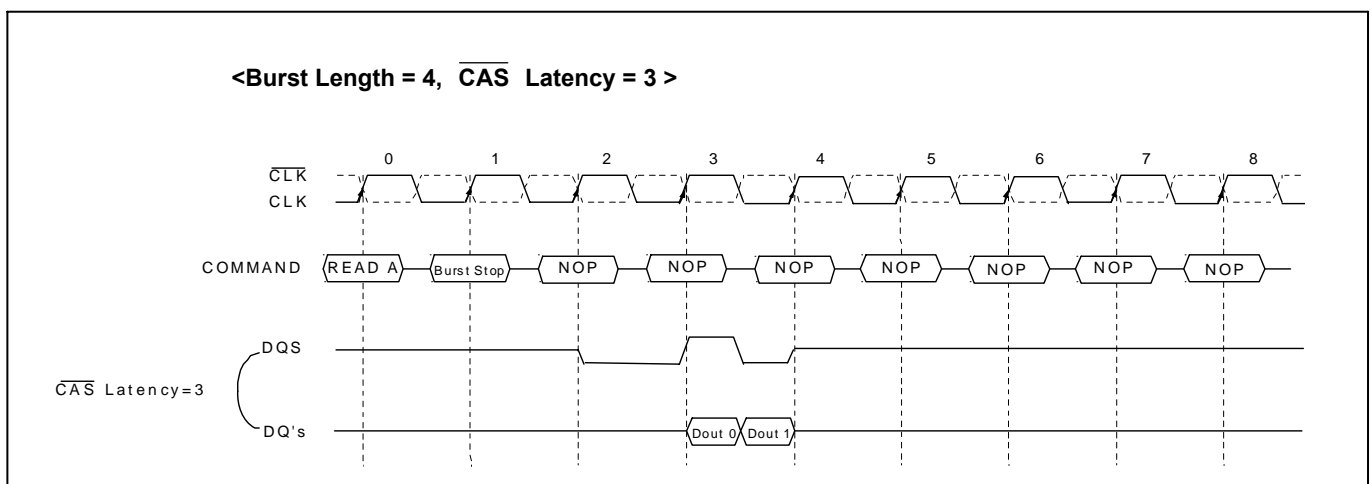 <Burst Length = 4, CAS Latency = 3 >
0 1 2 3 4 5 6 7 8
CLK
CLK
COMMAND READ A Burst Stop NOP NOP NOP NOP NOP NOP NOP
DQS
CAS Latency=3
DQ's Dout 0 Dout 1